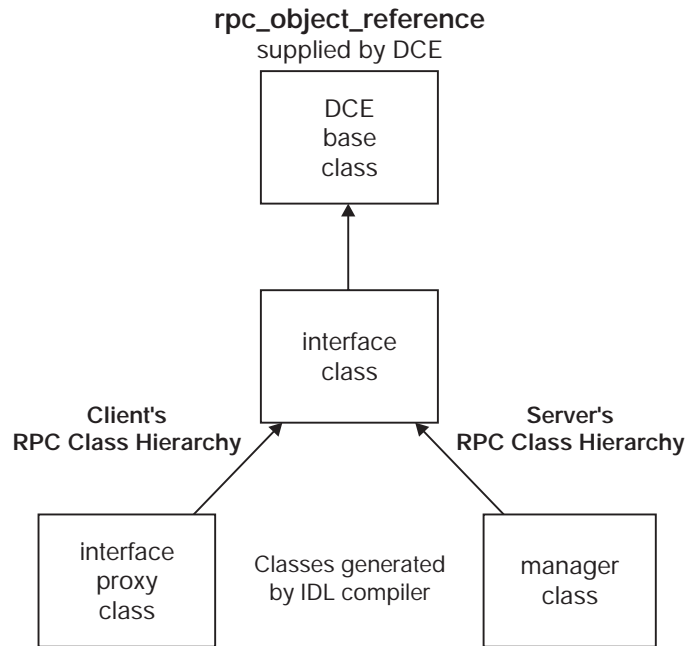 rpc_object_reference
supplied by DCE
DCE
base
class
interface
class
Client's
RPC Class Hierarchy
Server's
RPC Class Hierarchy
interface
proxy
class
Classes generated
by IDL compiler
manager
class